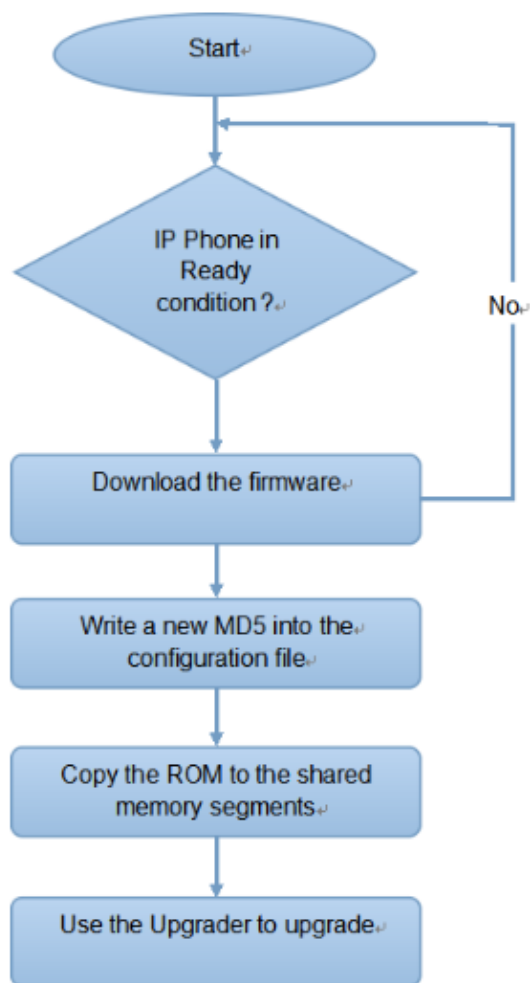 Start
IP Phone in
Ready
condition?
No
Download the firmware
Write a new MD5 into the
configuration file
Copy the ROM to the shared
memory segments
Use the Upgrader to upgrade